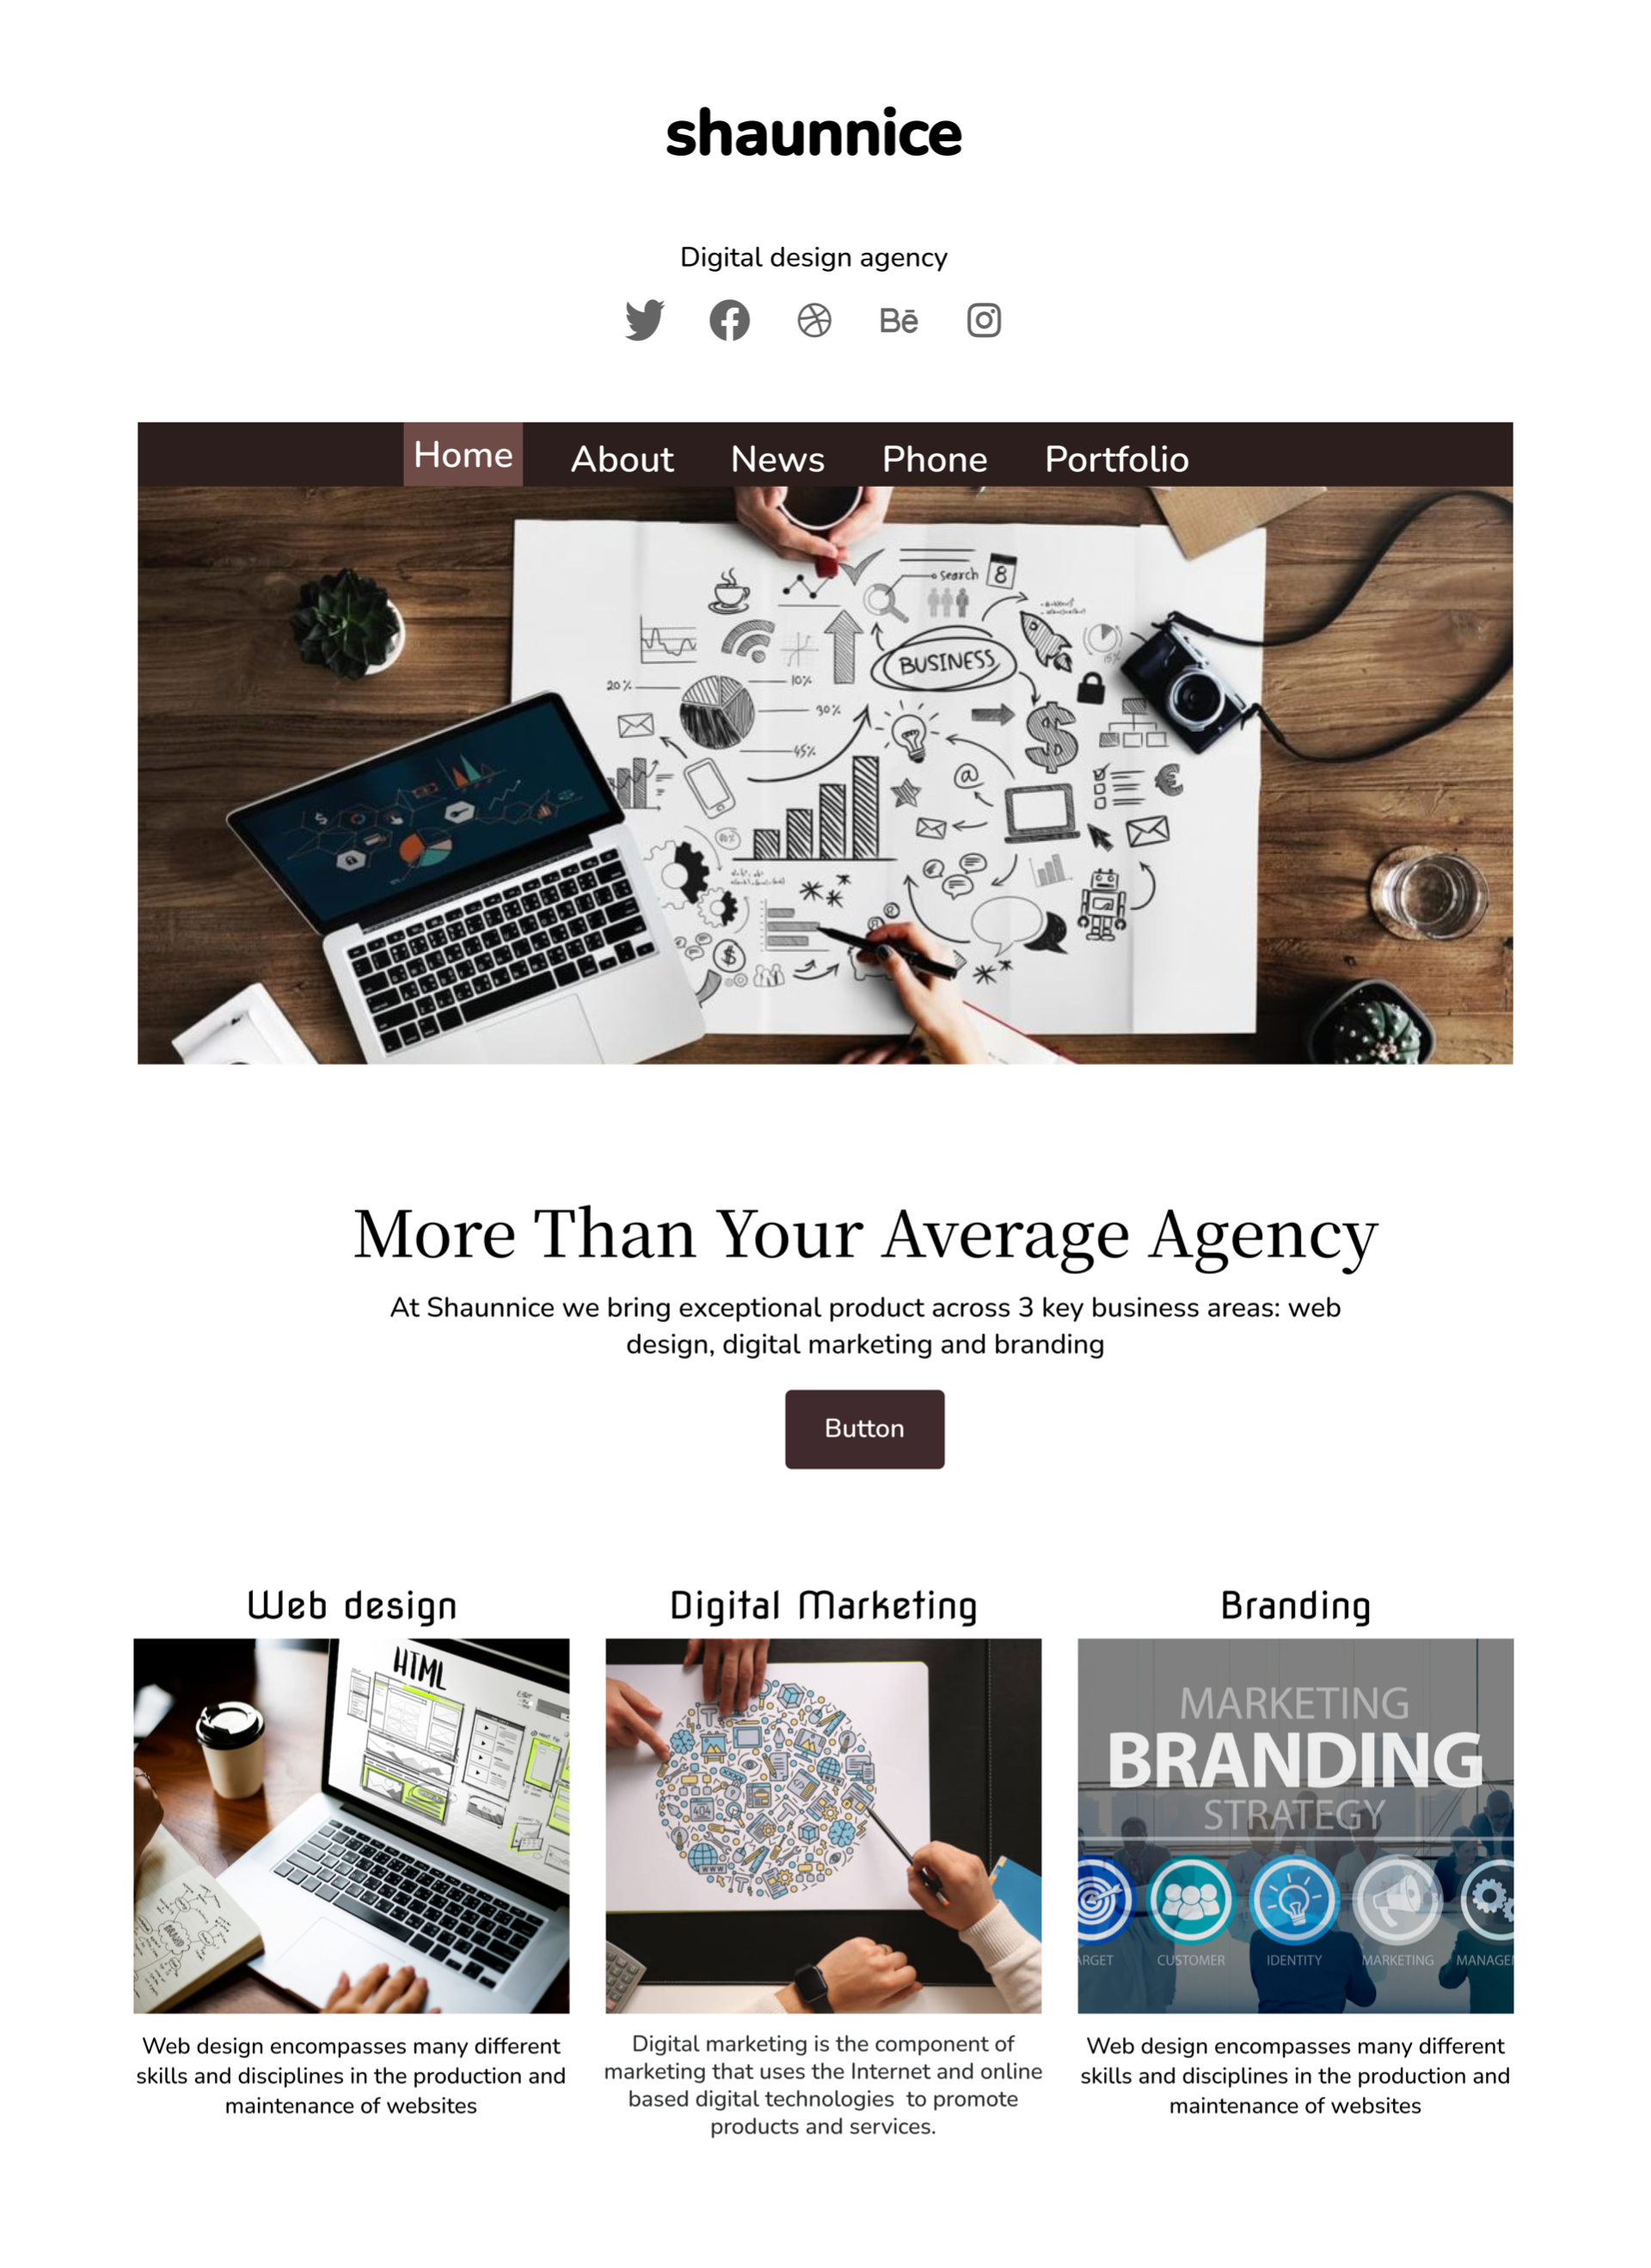 shaunnice
Digital design agency
Bē
Home About News Phone Portfolio
search
8
BUSINESS
15%
20%
10%
30%
45%
$
@
€
$
More Than Your Average Agency
At Shaunnice we bring exceptional product across 3 key business areas: web
design, digital marketing and branding
Button
Web design
Digital Marketing
Branding
HTML
BRAND
404
WWW
MARKETING
BRANDING
STRATEGY
ARGET CUSTOMER IDENTITY MARKETING MANAGE
Web design encompasses many different
skills and disciplines in the production and
maintenance of websites
Digital marketing is the component of
marketing that uses the Internet and online
based digital technologies to promote
products and services.
Web design encompasses many different
skills and disciplines in the production and
maintenance of websites